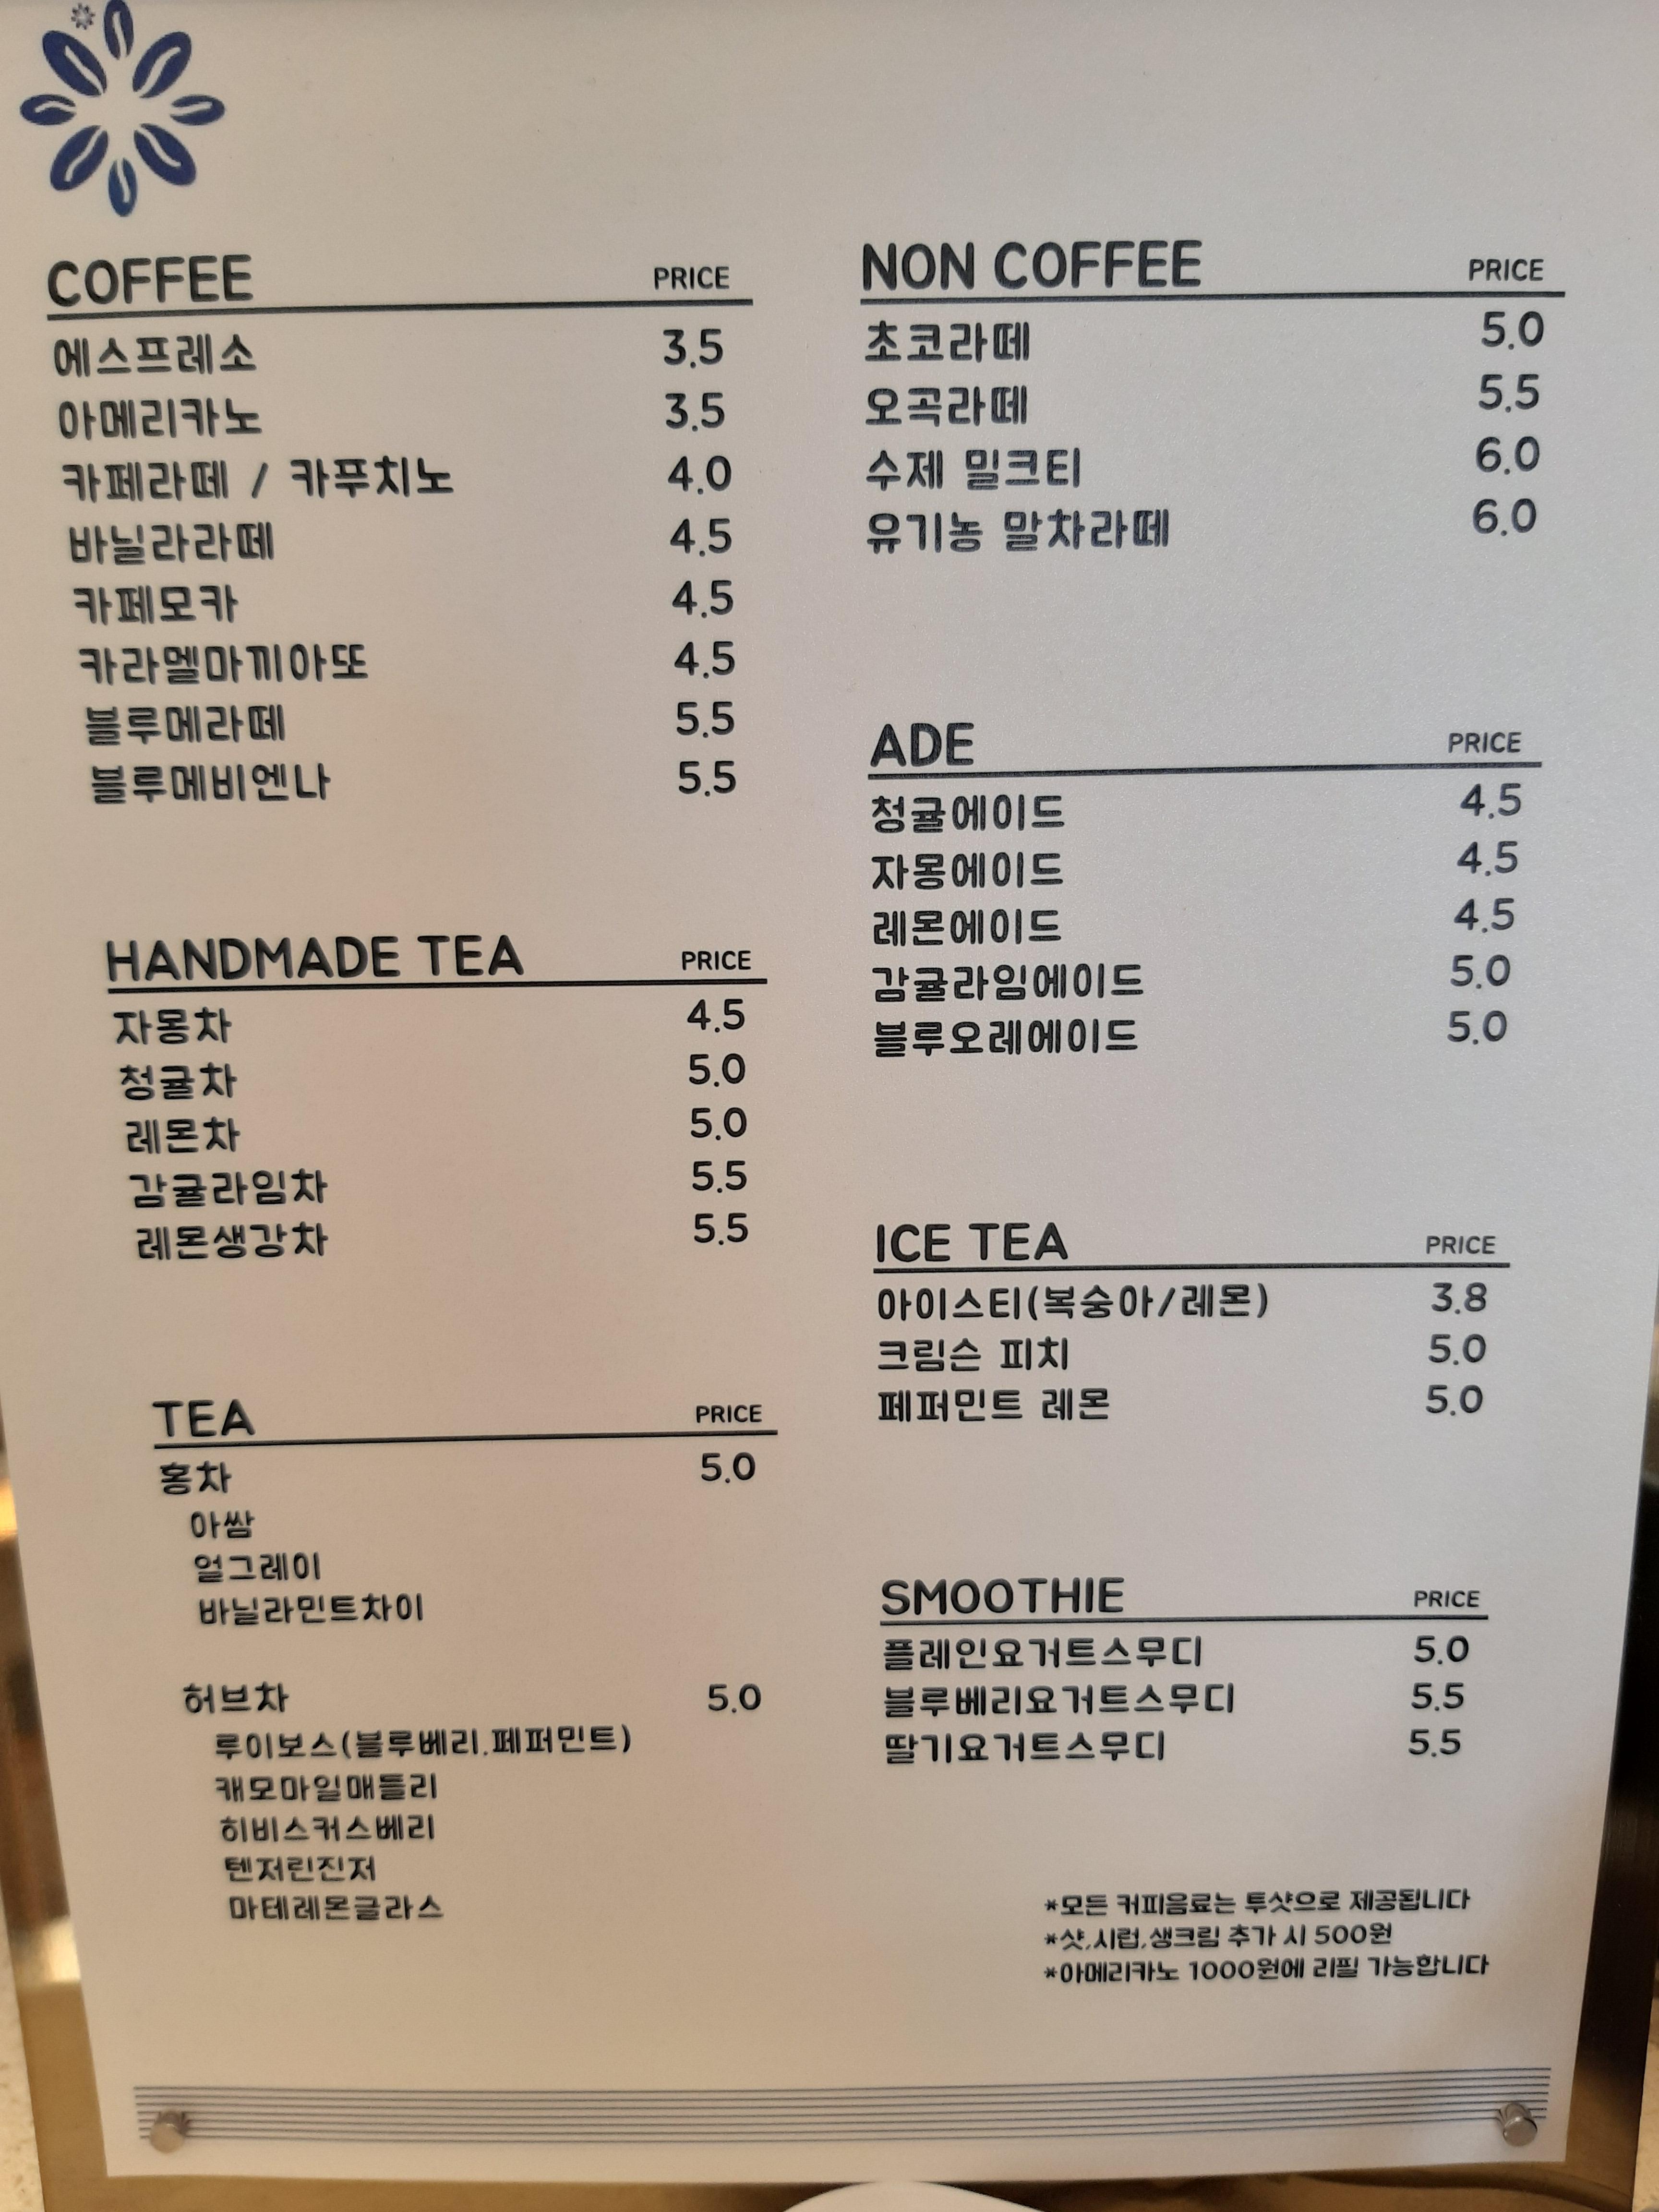 COFFEE PRICE
에스프레소 3.5
아메리카노 3.5
카페라떼 / 카푸치노 4.0
바닐라라떼 4.5
카페모카 4.5
카라멜마끼아또 4.5
블루메라떼 5.5
블루메비엔나 5.5
HANDMADE TEA PRICE
자몽차 4.5
청귤차 5.0
레몬차 5.0
감귤라임차 5.5
레몬생강차 5.5
TEA PRICE
홍차 5.0
아쌈
얼그레이
바닐라민트차이
허브차 5.0
루이보스(블루베리.페퍼민트)
캐모마일매들리
히비스커스베리
텐저린진저
마테레몬글라스
NON COFFEE PRICE
초코라떼 5.0
오곡라떼 5.5
수제 밀크티 6.0
유기농 말차라떼 6.0
ADE PRICE
청귤에이드 4.5
자몽에이드 4.5
레몬에이드 4.5
감귤라임에이드 5.0
블루오레에이드 5.0
ICE TEA PRICE
아이스티(복숭아/레몬) 3.8
크림슨 피치 5.0
페퍼민트 레몬 5.0
SMOOTHIE PRICE
플레인요거트스무디 5.0
블루베리요거트스무디 5.5
딸기요거트스무디 5.5
*모든 커피음료는 투샷으로 제공됩니다
*샷,시럽,생크림 추가 시 500원
*아메리카노 1000원에 리필 가능합니다